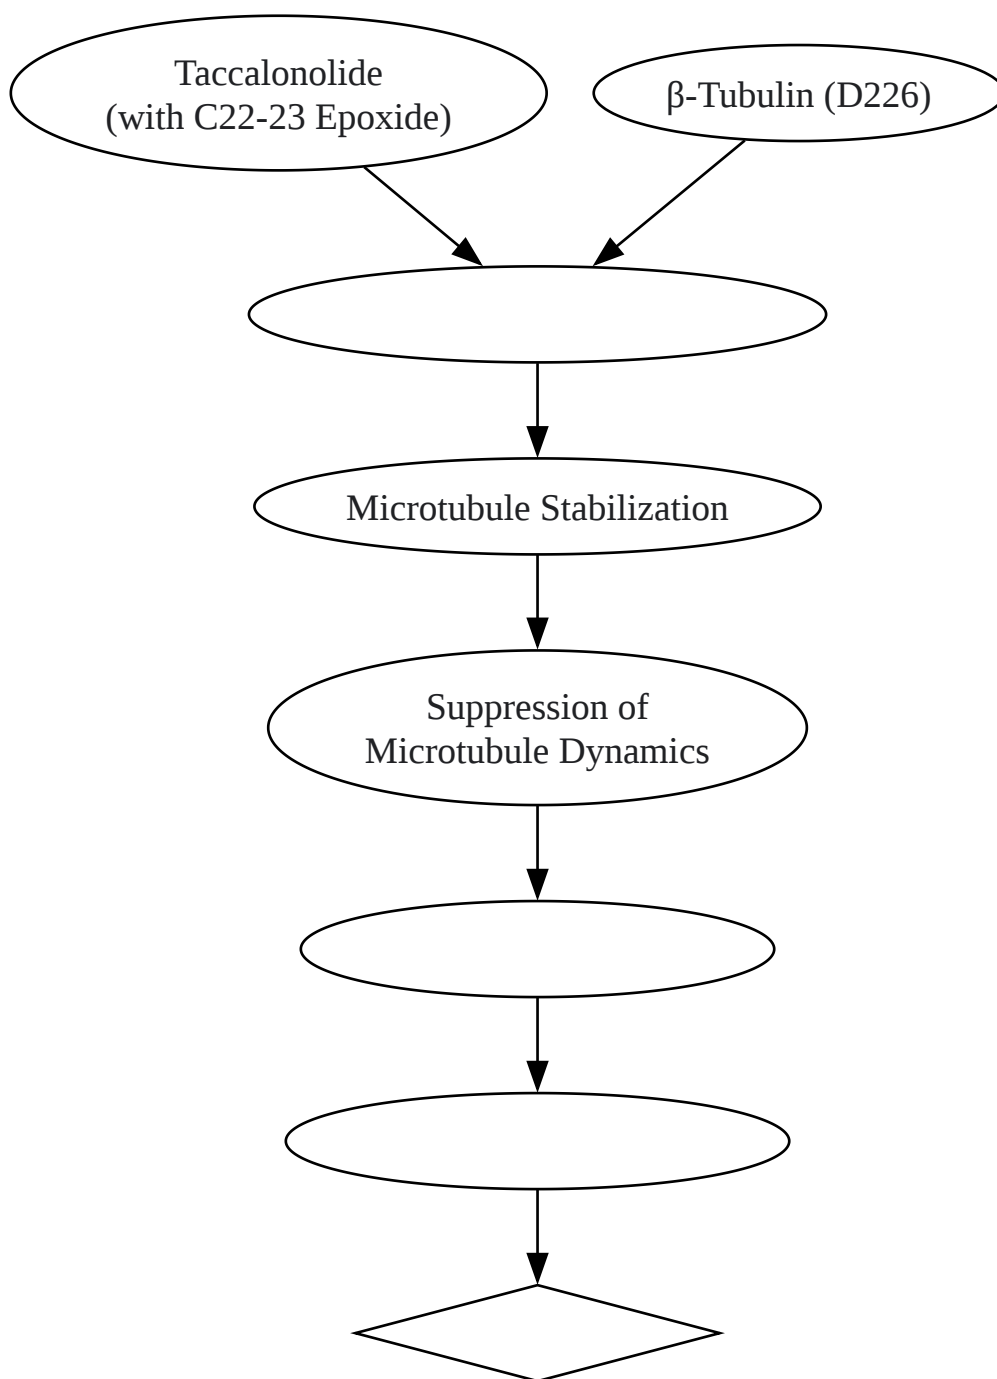 Taccalonolide
(with C22-23 Epoxide)
β-Tubulin (D226)
Microtubule Stabilization
Suppression of
Microtubule Dynamics